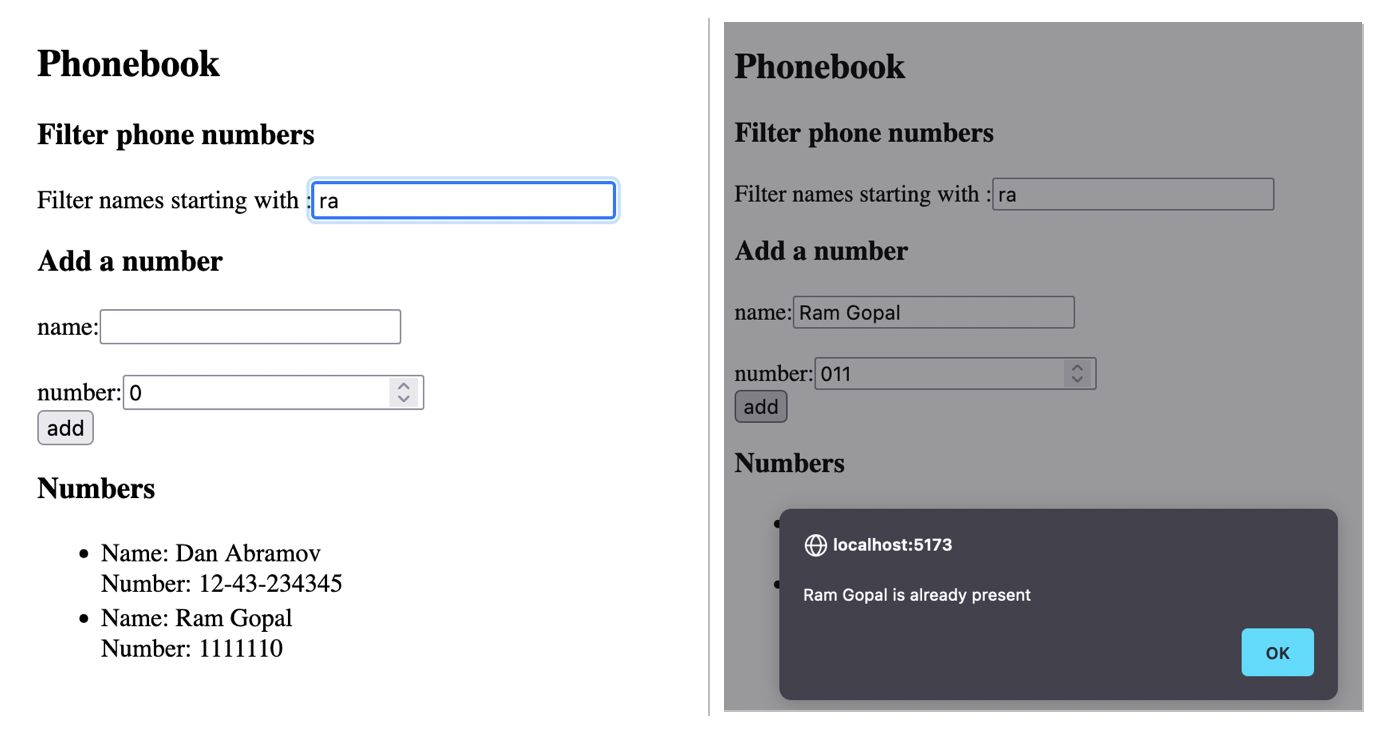 Phonebook
Filter phone numbers
Filter names starting with :ra
Add a number
name:
number:0
add
Numbers
Name: Dan Abramov
Number: 12-43-234345
Name: Ram Gopal
Number: 1111110
Phonebook
Filter phone numbers
Filter names starting with :ra
Add a number
name:Ram Gopal
number:011
add
Numbers
localhost:5173
Ram Gopal is already present
OK